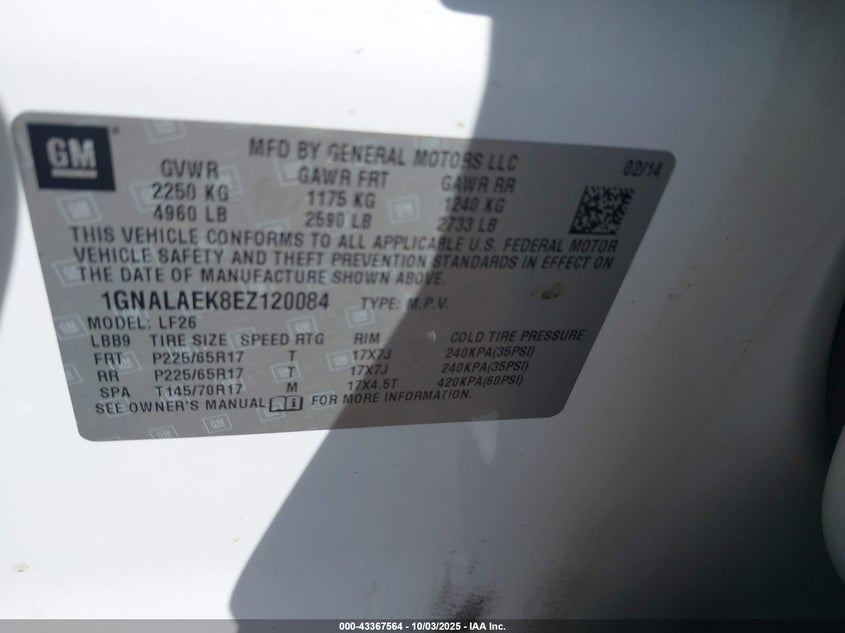 GM
MFD BY GENERAL MOTORS LLC 02/14
GVWR GAWR FRT GAWR RR
2250 KG 1175 KG 1240 KG
4960 LB 2590 LB 2733 LB
THIS VEHICLE CONFORMS TO ALL APPLICABLE U.S. FEDERAL MOTOR
VEHICLE SAFETY AND THEFT PREVENTION STANDARDS IN EFFECT ON
THE DATE OF MANUFACTURE SHOWN ABOVE.
1GNALAEK8EZ120084 TYPE: M.P.V.
MODEL: LF26
LBB9 TIRE SIZE SPEED RTG RIM COLD TIRE PRESSURE
FRT P225/65R17 T 17X7J 240KPA(35PSI)
RR P225/65R17 T 17X7J 240KPA(35PSI)
SPA T145/70R17 M 17X4.5T 420KPA(60PSI)
SEE OWNER'S MANUAL i FOR MORE INFORMATION.
000-43367564 - 10/03/2025 - IAA Inc.